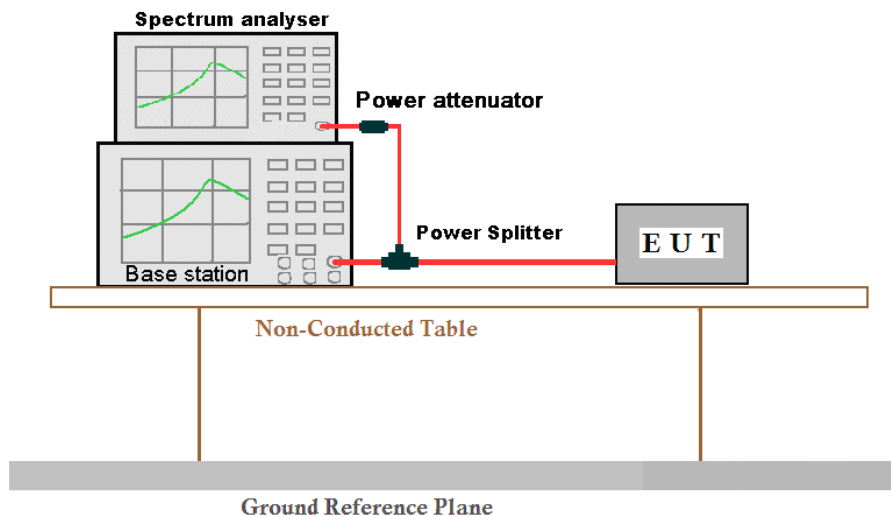 Spectrum analyser
Power attenuator
Power Splitter
E U T
Base station
Non-Conducted Table
Ground Reference Plane